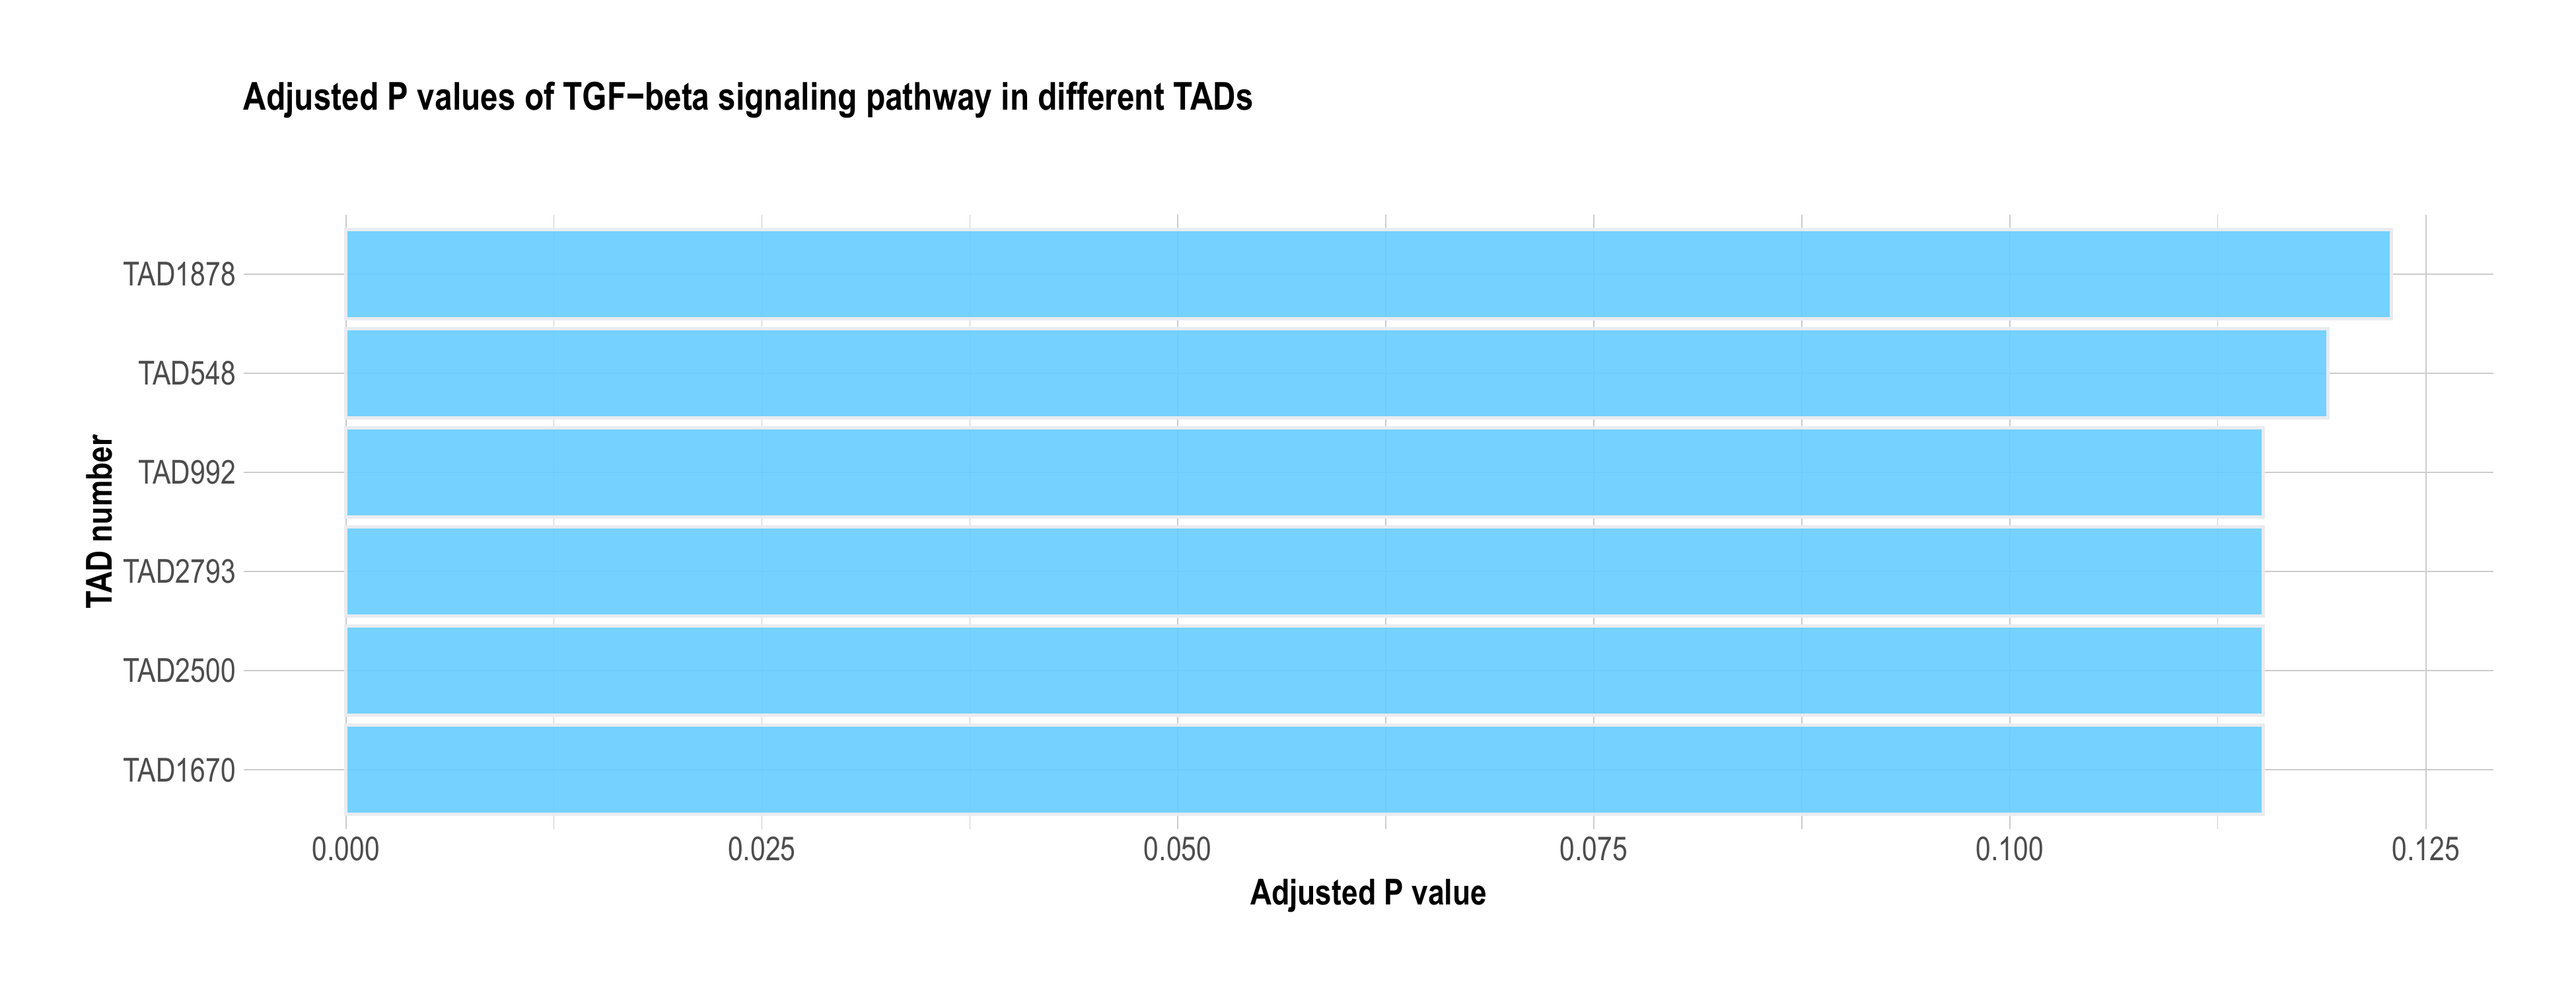 Adjusted P values of TGF−beta signaling pathway in different TADs
TAD number
TAD1878
TAD548
TAD992
TAD2793
TAD2500
TAD1670
0.000 0.025 0.050 0.075 0.100 0.125
Adjusted P value